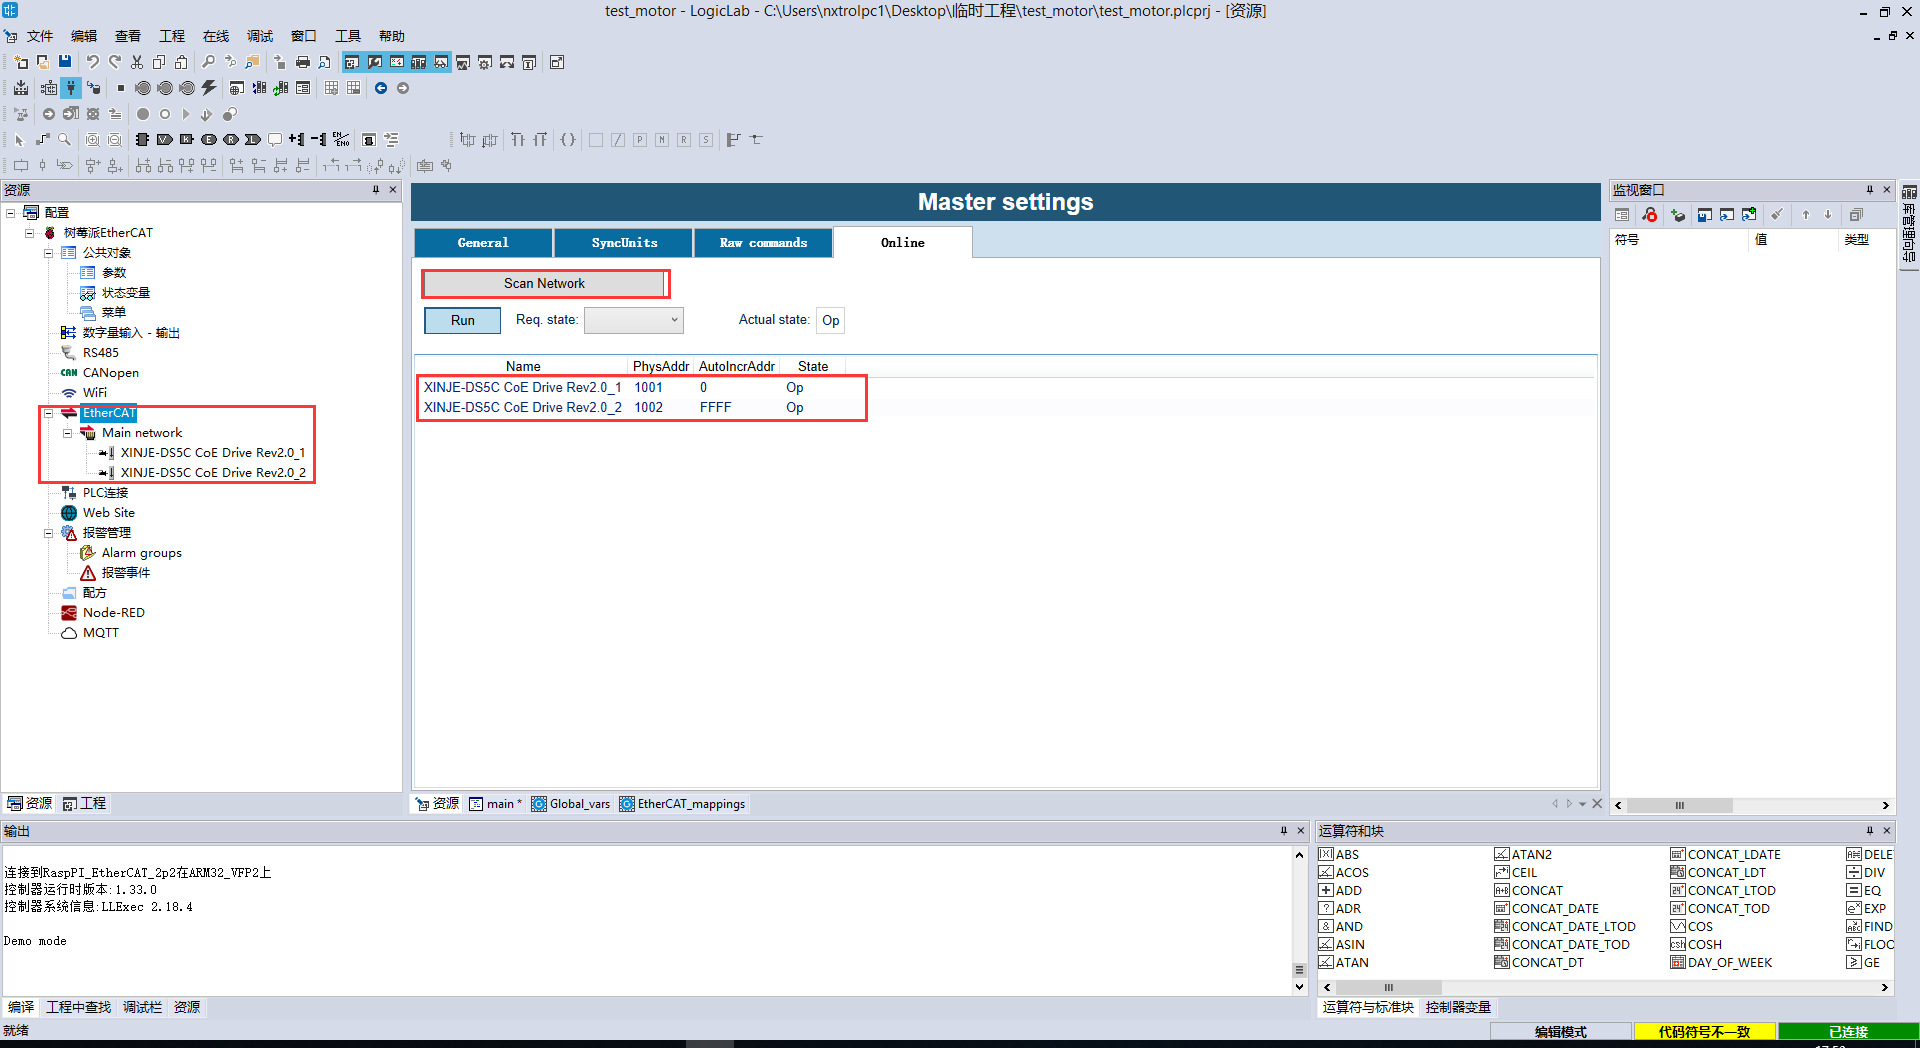 test_motor - LogicLab - C:\Users\nxtrolpc1\Desktop\临时工程\test_motor\test_motor.plcprj - [资源]
文件 编辑 查看 工程 在线 调试 窗口 工具 帮助
资源
配置
树莓派EtherCAT
公共对象
参数
状态变量
菜单
数字量输入 - 输出
RS485
CAN CANopen
WiFi
EtherCAT
Main network
XINJE-DS5C CoE Drive Rev2.0_1
XINJE-DS5C CoE Drive Rev2.0_2
PLC连接
Web Site
报警管理
Alarm groups
报警事件
配方
Node-RED
MQTT
资源 工程
Master settings
General SyncUnits Raw commands Online
Scan Network
Run Req. state: Actual state: Op
Name PhysAddr AutoIncrAddr State
XINJE-DS5C CoE Drive Rev2.0_1 1001 0 Op
XINJE-DS5C CoE Drive Rev2.0_2 1002 FFFF Op
资源 main * Global_vars EtherCAT_mappings
监视窗口
符号 值 类型
库管理向导
输出
连接到RaspPI_EtherCAT_2p2在ARM32_VFP2上
控制器运行时版本:1.33.0
控制器系统信息:LLExec 2.18.4
Demo mode
编译 工程中查找 调试栏 资源
运算符和块
ABS ATAN2 CONCAT_LDATE DELE
ACOS CEIL CONCAT_LDT DIV
ADD CONCAT CONCAT_LTOD EQ
ADR CONCAT_DATE CONCAT_TOD EXP
AND CONCAT_DATE_LTOD COS FIND
ASIN CONCAT_DATE_TOD COSH FLOO
ATAN CONCAT_DT DAY_OF_WEEK GE
运算符与标准块 控制器变量
就绪 编辑模式 代码符号不一致 已连接